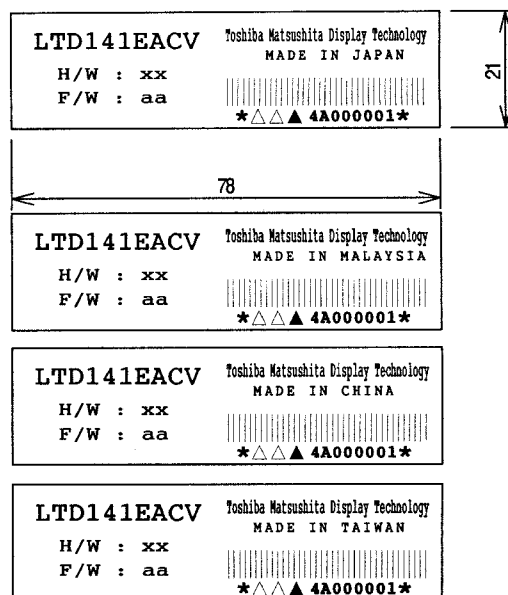 LTD141EACV
H/W : xx
F/W : aa
Toshiba Matsushita Display Technology
MADE IN JAPAN
*△△▲4A000001*
21
78
LTD141EACV
H/W : xx
F/W : aa
Toshiba Matsushita Display Technology
MADE IN MALAYSIA
*△△▲4A000001*
LTD141EACV
H/W : xx
F/W : aa
Toshiba Matsushita Display Technology
MADE IN CHINA
*△△▲4A000001*
LTD141EACV
H/W : xx
F/W : aa
Toshiba Matsushita Display Technology
MADE IN TAIWAN
*△△▲4A000001*